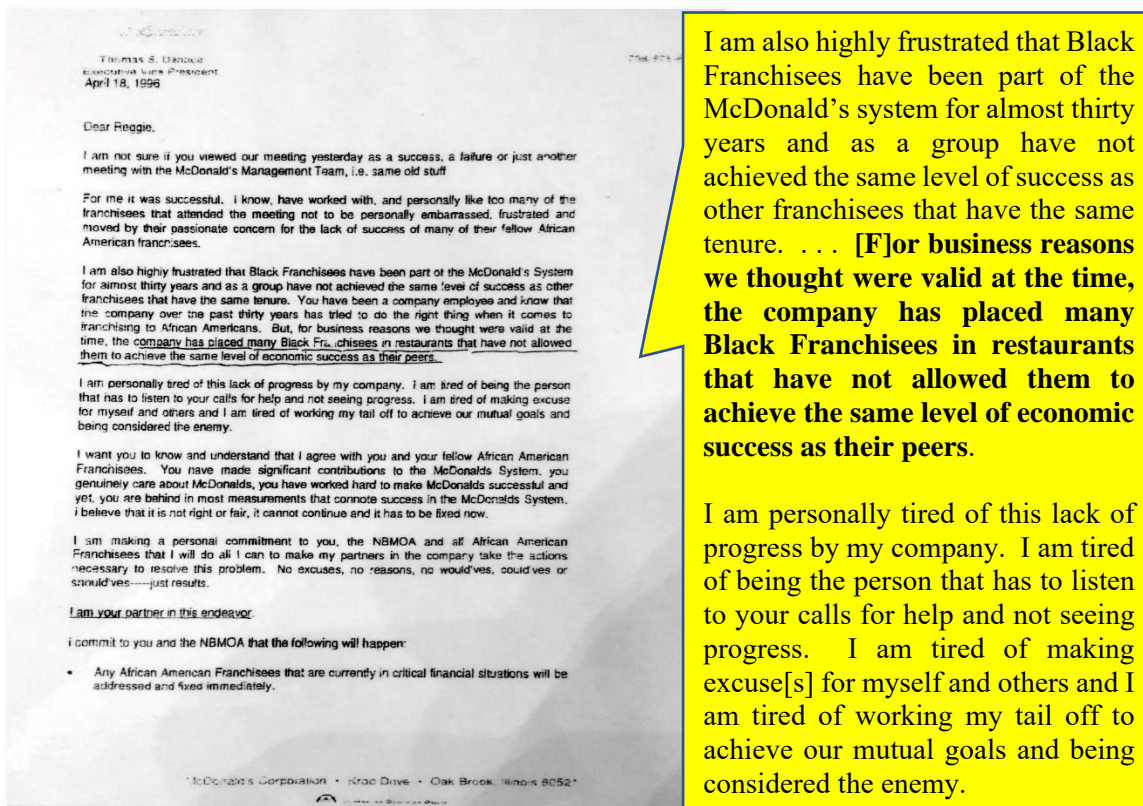 Executive Vice President
April 18, 1996
Dear Reggie,
I am not sure if you viewed our meeting yesterday as a success, a failure or just another
meeting with the McDonald's Management Team, i.e. same old stuff
For me it was successful. I know, have worked with, and personally like too many of the
franchisees that attended the meeting not to be personally embarrassed, frustrated and
moved by their passionate concern for the lack of success of many of their fellow African
American franchisees.
I am also highly frustrated that Black Franchisees have been part of the McDonald's System
for almost thirty years and as a group have not achieved the same level of success as other
franchisees that have the same tenure. You have been a company employee and know that
the company over the past thirty years has tried to do the right thing when it comes to
franchising to African Americans. But, for business reasons we thought were valid at the
time, the company has placed many Black Franchisees in restaurants that have not allowed
them to achieve the same level of economic success as their peers.
I am personally tired of this lack of progress by my company. I am tired of being the person
that has to listen to your calls for help and not seeing progress. I am tired of making excuse
for myself and others and I am tired of working my tail off to achieve our mutual goals and
being considered the enemy.
I want you to know and understand that I agree with you and your fellow African American
Franchisees. You have made significant contributions to the McDonalds System, you
genuinely care about McDonalds, you have worked hard to make McDonalds successful and
yet, you are behind in most measurements that connote success in the McDonalds System.
I believe that it is not right or fair, it cannot continue and it has to be fixed now.
I am making a personal commitment to you, the NBMOA and all African American
Franchisees that I will do all I can to make my partners in the company take the actions
necessary to resolve this problem. No excuses, no reasons, no would'ves, could'ves or
should'ves----just results.
I am your partner in this endeavor.
I commit to you and the NBMOA that the following will happen:
• Any African American Franchisees that are currently in critical financial situations will be
addressed and fixed immediately.
McDonald's Corporation • Kroc Drive • Oak Brook, Illinois 60521
I am also highly frustrated that Black
Franchisees have been part of the
McDonald's system for almost thirty
years and as a group have not
achieved the same level of success as
other franchisees that have the same
tenure. . . . [F]or business reasons
we thought were valid at the time,
the company has placed many
Black Franchisees in restaurants
that have not allowed them to
achieve the same level of economic
success as their peers.
I am personally tired of this lack of
progress by my company. I am tired
of being the person that has to listen
to your calls for help and not seeing
progress. I am tired of making
excuse[s] for myself and others and I
am tired of working my tail off to
achieve our mutual goals and being
considered the enemy.